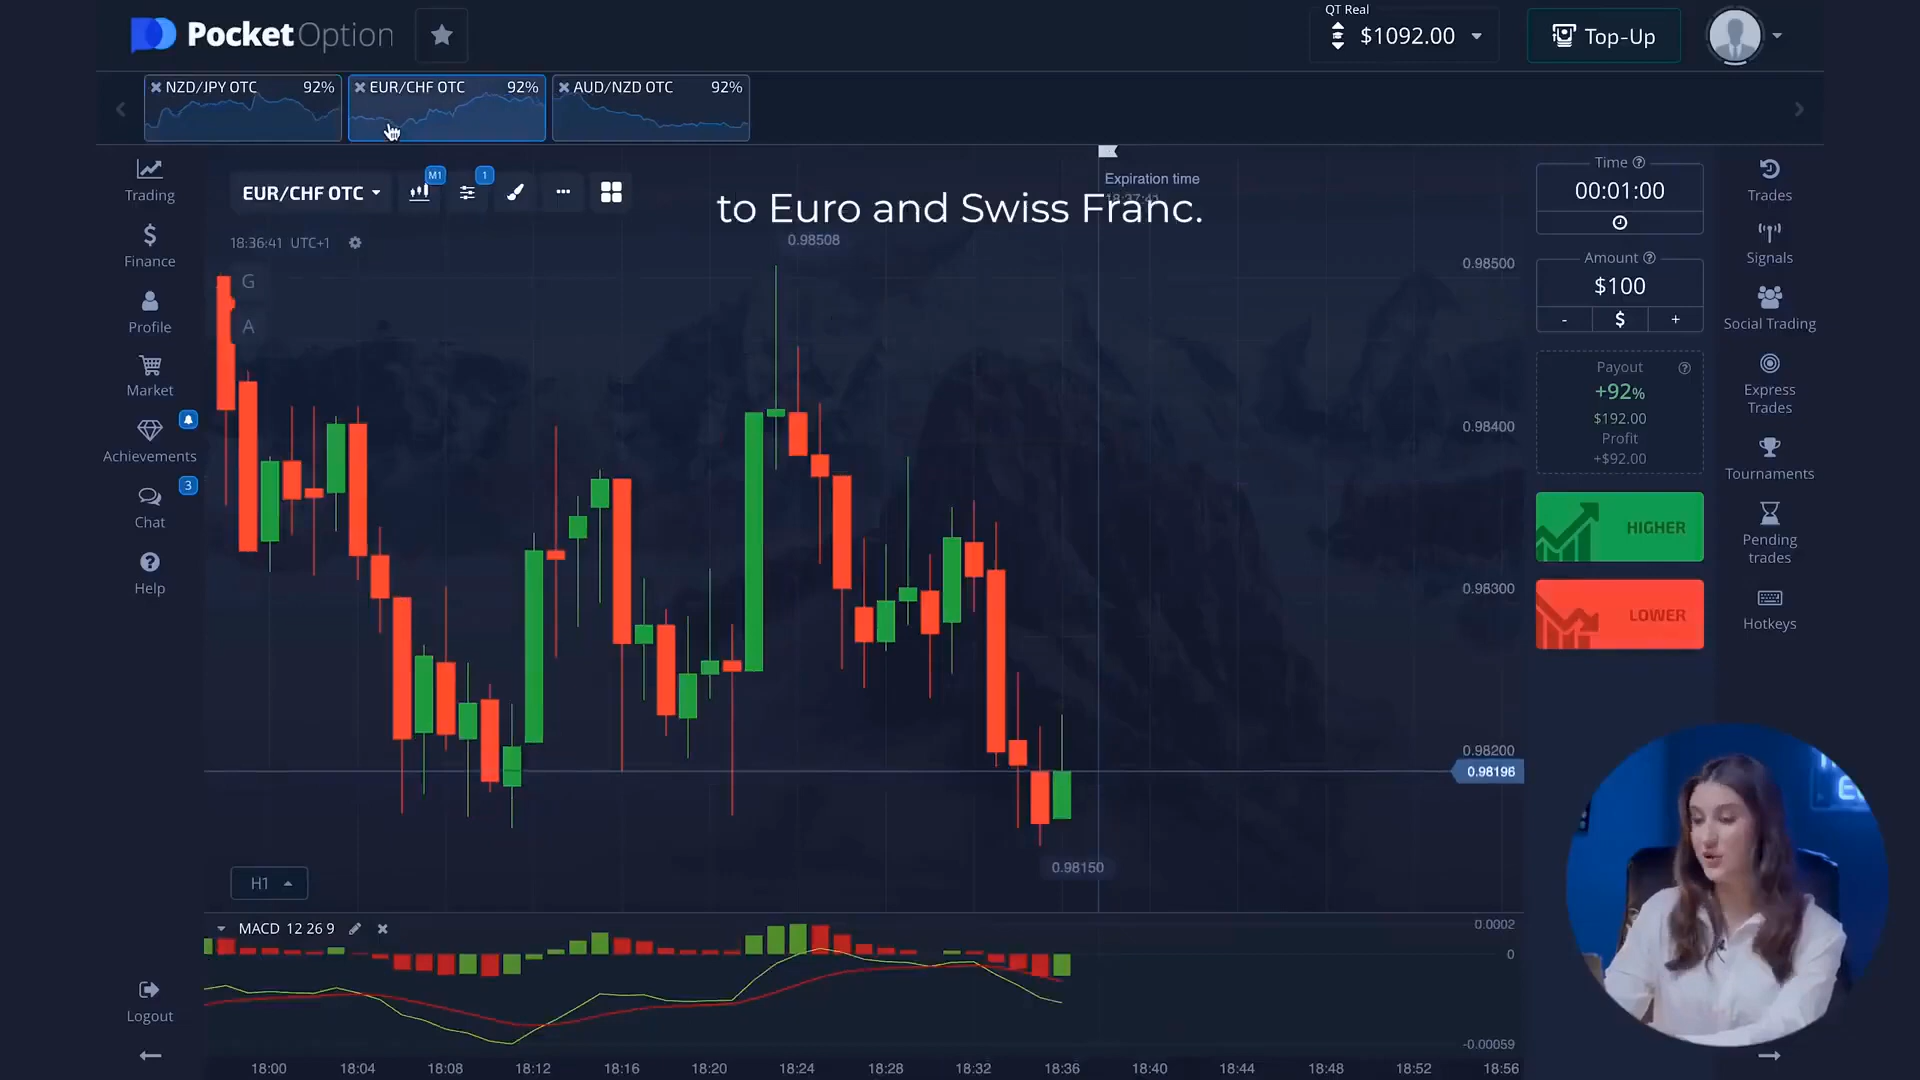 PocketOption
QT Real
$1092.00
Top-Up
NZD/JPY OTC 92%
EUR/CHF OTC 92%
AUD/NZD OTC 92%
Trading
Finance
Profile
Market
Achievements
Chat
3
Help
Logout
EUR/CHF OTC
M1
1
18:36:41 UTC+1
G
A
to Euro and Swiss Franc.
Expiration time
0.98508
0.98500
0.98400
0.98300
0.98200
0.98196
0.98150
H1
MACD 12 26 9
0.0002
0
-0.00059
18:00 18:04 18:08 18:12 18:16 18:20 18:24 18:28 18:32 18:36 18:40 18:44 18:48 18:52 18:56
Time
00:01:00
Amount
$100
- $ +
Payout
+92%
$192.00
Profit
+$92.00
HIGHER
LOWER
Trades
Signals
Social Trading
Express
Trades
Tournaments
Pending
trades
Hotkeys